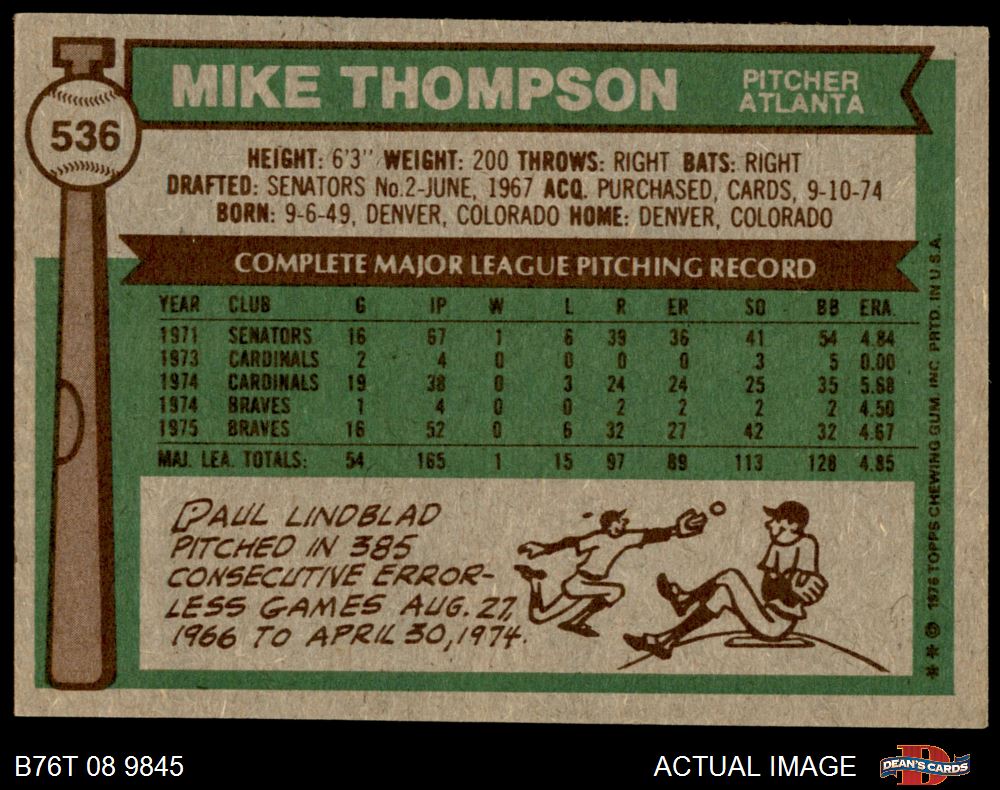 536
MIKE THOMPSON
PITCHER
ATLANTA
HEIGHT: 6'3" WEIGHT: 200 THROWS: RIGHT BATS: RIGHT
DRAFTED: SENATORS No.2-JUNE, 1967 ACQ. PURCHASED, CARDS, 9-10-74
BORN: 9-6-49, DENVER, COLORADO HOME: DENVER, COLORADO
COMPLETE MAJOR LEAGUE PITCHING RECORD
YEAR CLUB G IP W L R ER SO BB ERA
1971 SENATORS 16 67 1 6 39 36 41 54 4.84
1973 CARDINALS 2 4 0 0 0 0 3 5 0.00
1974 CARDINALS 19 38 0 3 24 24 25 35 5.68
1974 BRAVES 1 4 0 0 2 2 2 2 4.50
1975 BRAVES 16 52 0 6 32 27 42 32 4.67
MAJ. LEA. TOTALS: 54 165 1 15 97 89 113 128 4.85
PAUL LINDBLAD
PITCHED IN 385
CONSECUTIVE ERROR-
LESS GAMES AUG. 27,
1966 TO APRIL 30, 1974.
** © 1976 TOPPS CHEWING GUM, INC. PRTD. IN U.S.A.
B76T 08 9845
ACTUAL IMAGE
D
DEAN'S CARDS